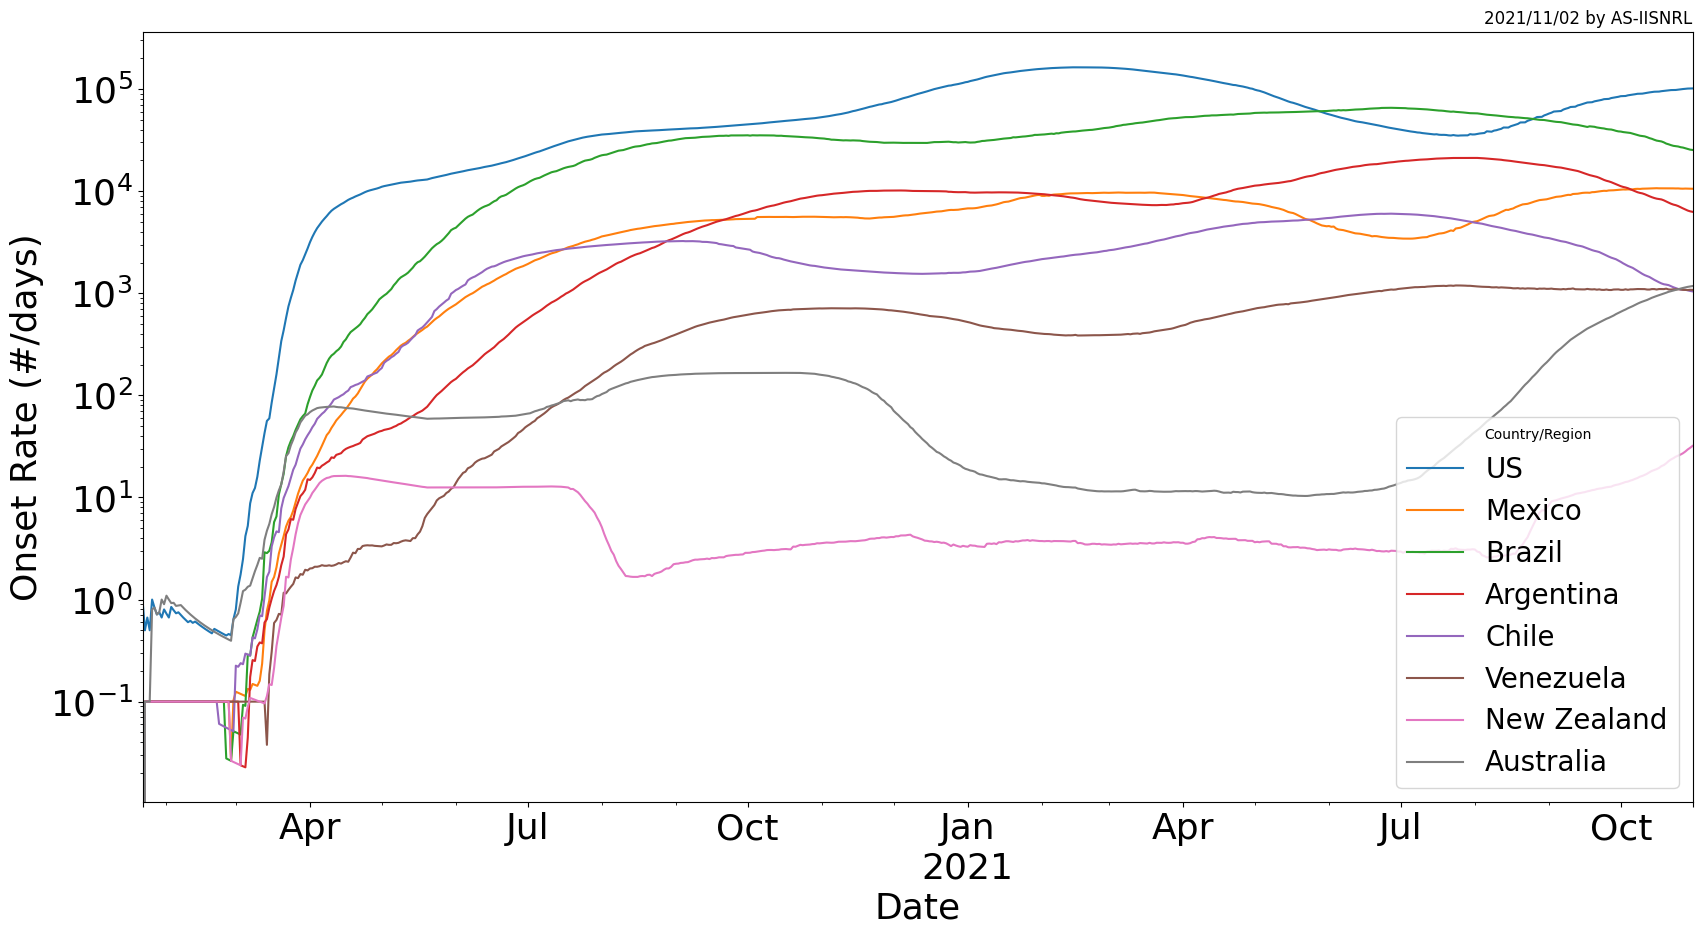 2021/11/02 by AS-IISNRL
Onset Rate (#/days)
10^5
10^4
10^3
10^2
10^1
10^0
10^−1
Country/Region
US
Mexico
Brazil
Argentina
Chile
Venezuela
New Zealand
Australia
Apr Jul Oct Jan Apr Jul Oct
2021
Date